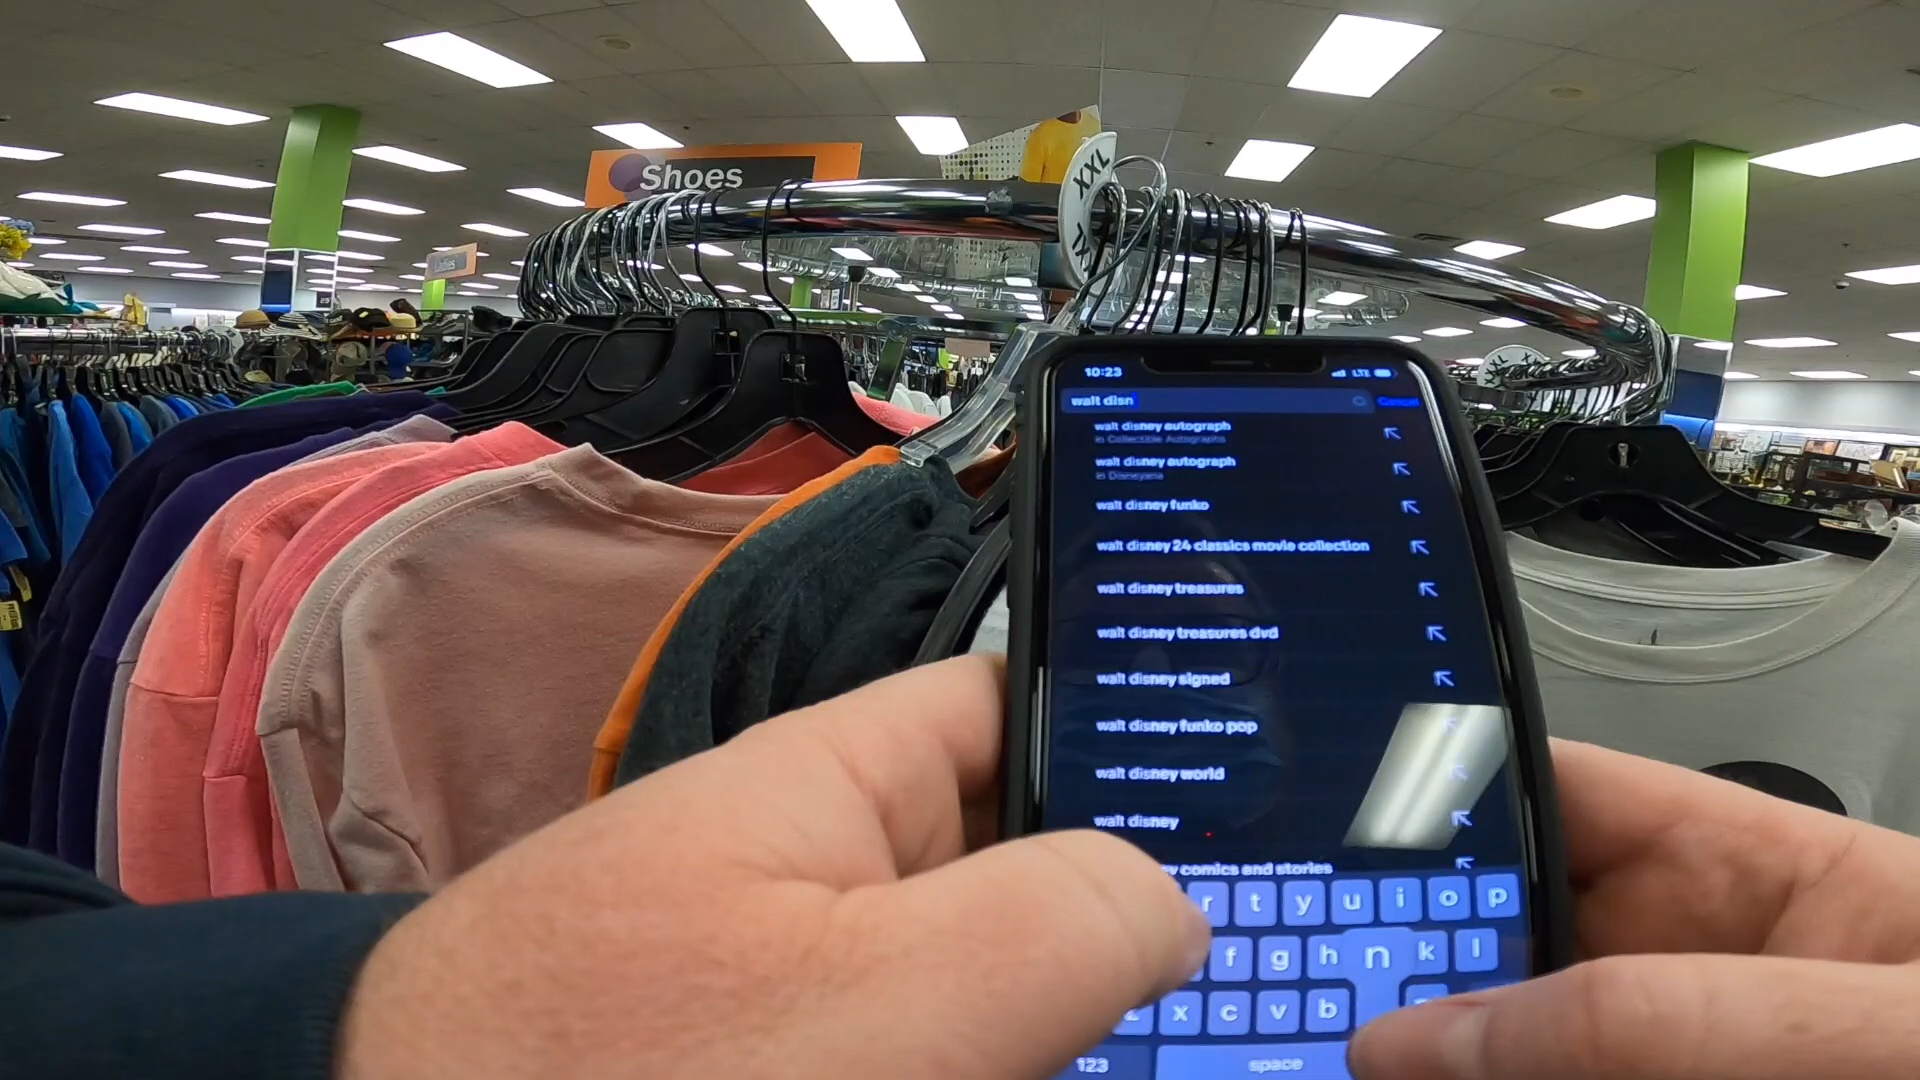 Shoes
Ladies
XXL
XL
10:23
LTE
walt disn
Cancel
walt disney autograph
in Collectible Autographs
walt disney autograph
in Disneyana
walt disney funko
walt disney 24 classics movie collection
walt disney treasures
walt disney treasures dvd
walt disney signed
walt disney funko pop
walt disney world
walt disney
y comics and stories
r t y u i o p
f g h n k l
z x c v b
123 space